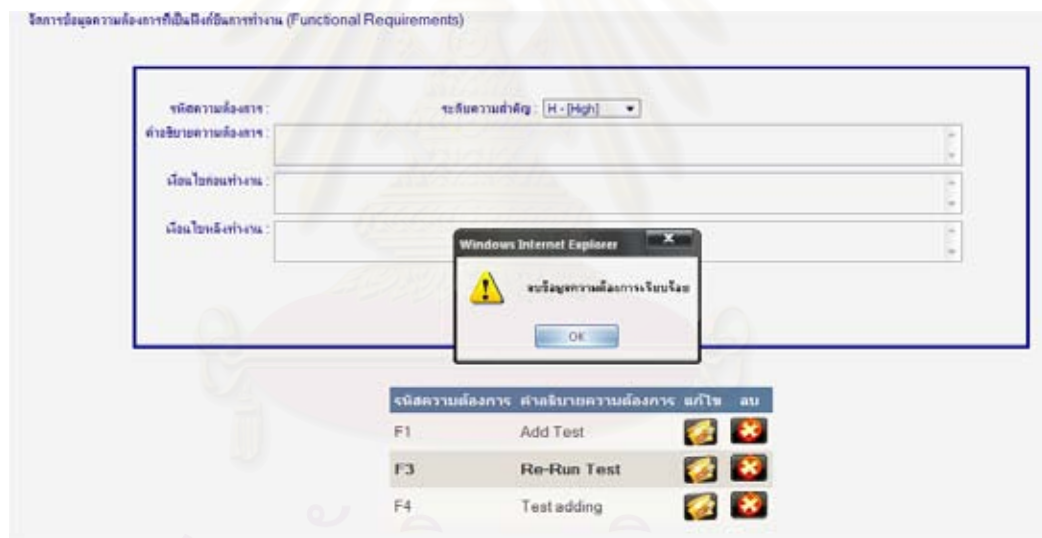 จัดการข้อมูลความต้องการที่เป็นฟังก์ชันการทำงาน (Functional Requirements)
รหัสความต้องการ : ระดับความสำคัญ : H - [High]
คำอธิบายความต้องการ :
เงื่อนไขก่อนทำงาน :
เงื่อนไขหลังทำงาน :
Windows Internet Explorer X
ลบข้อมูลความต้องการเรียบร้อย
OK
รหัสความต้องการ คำอธิบายความต้องการ แก้ไข ลบ
F1 Add Test
F3 Re-Run Test
F4 Test adding